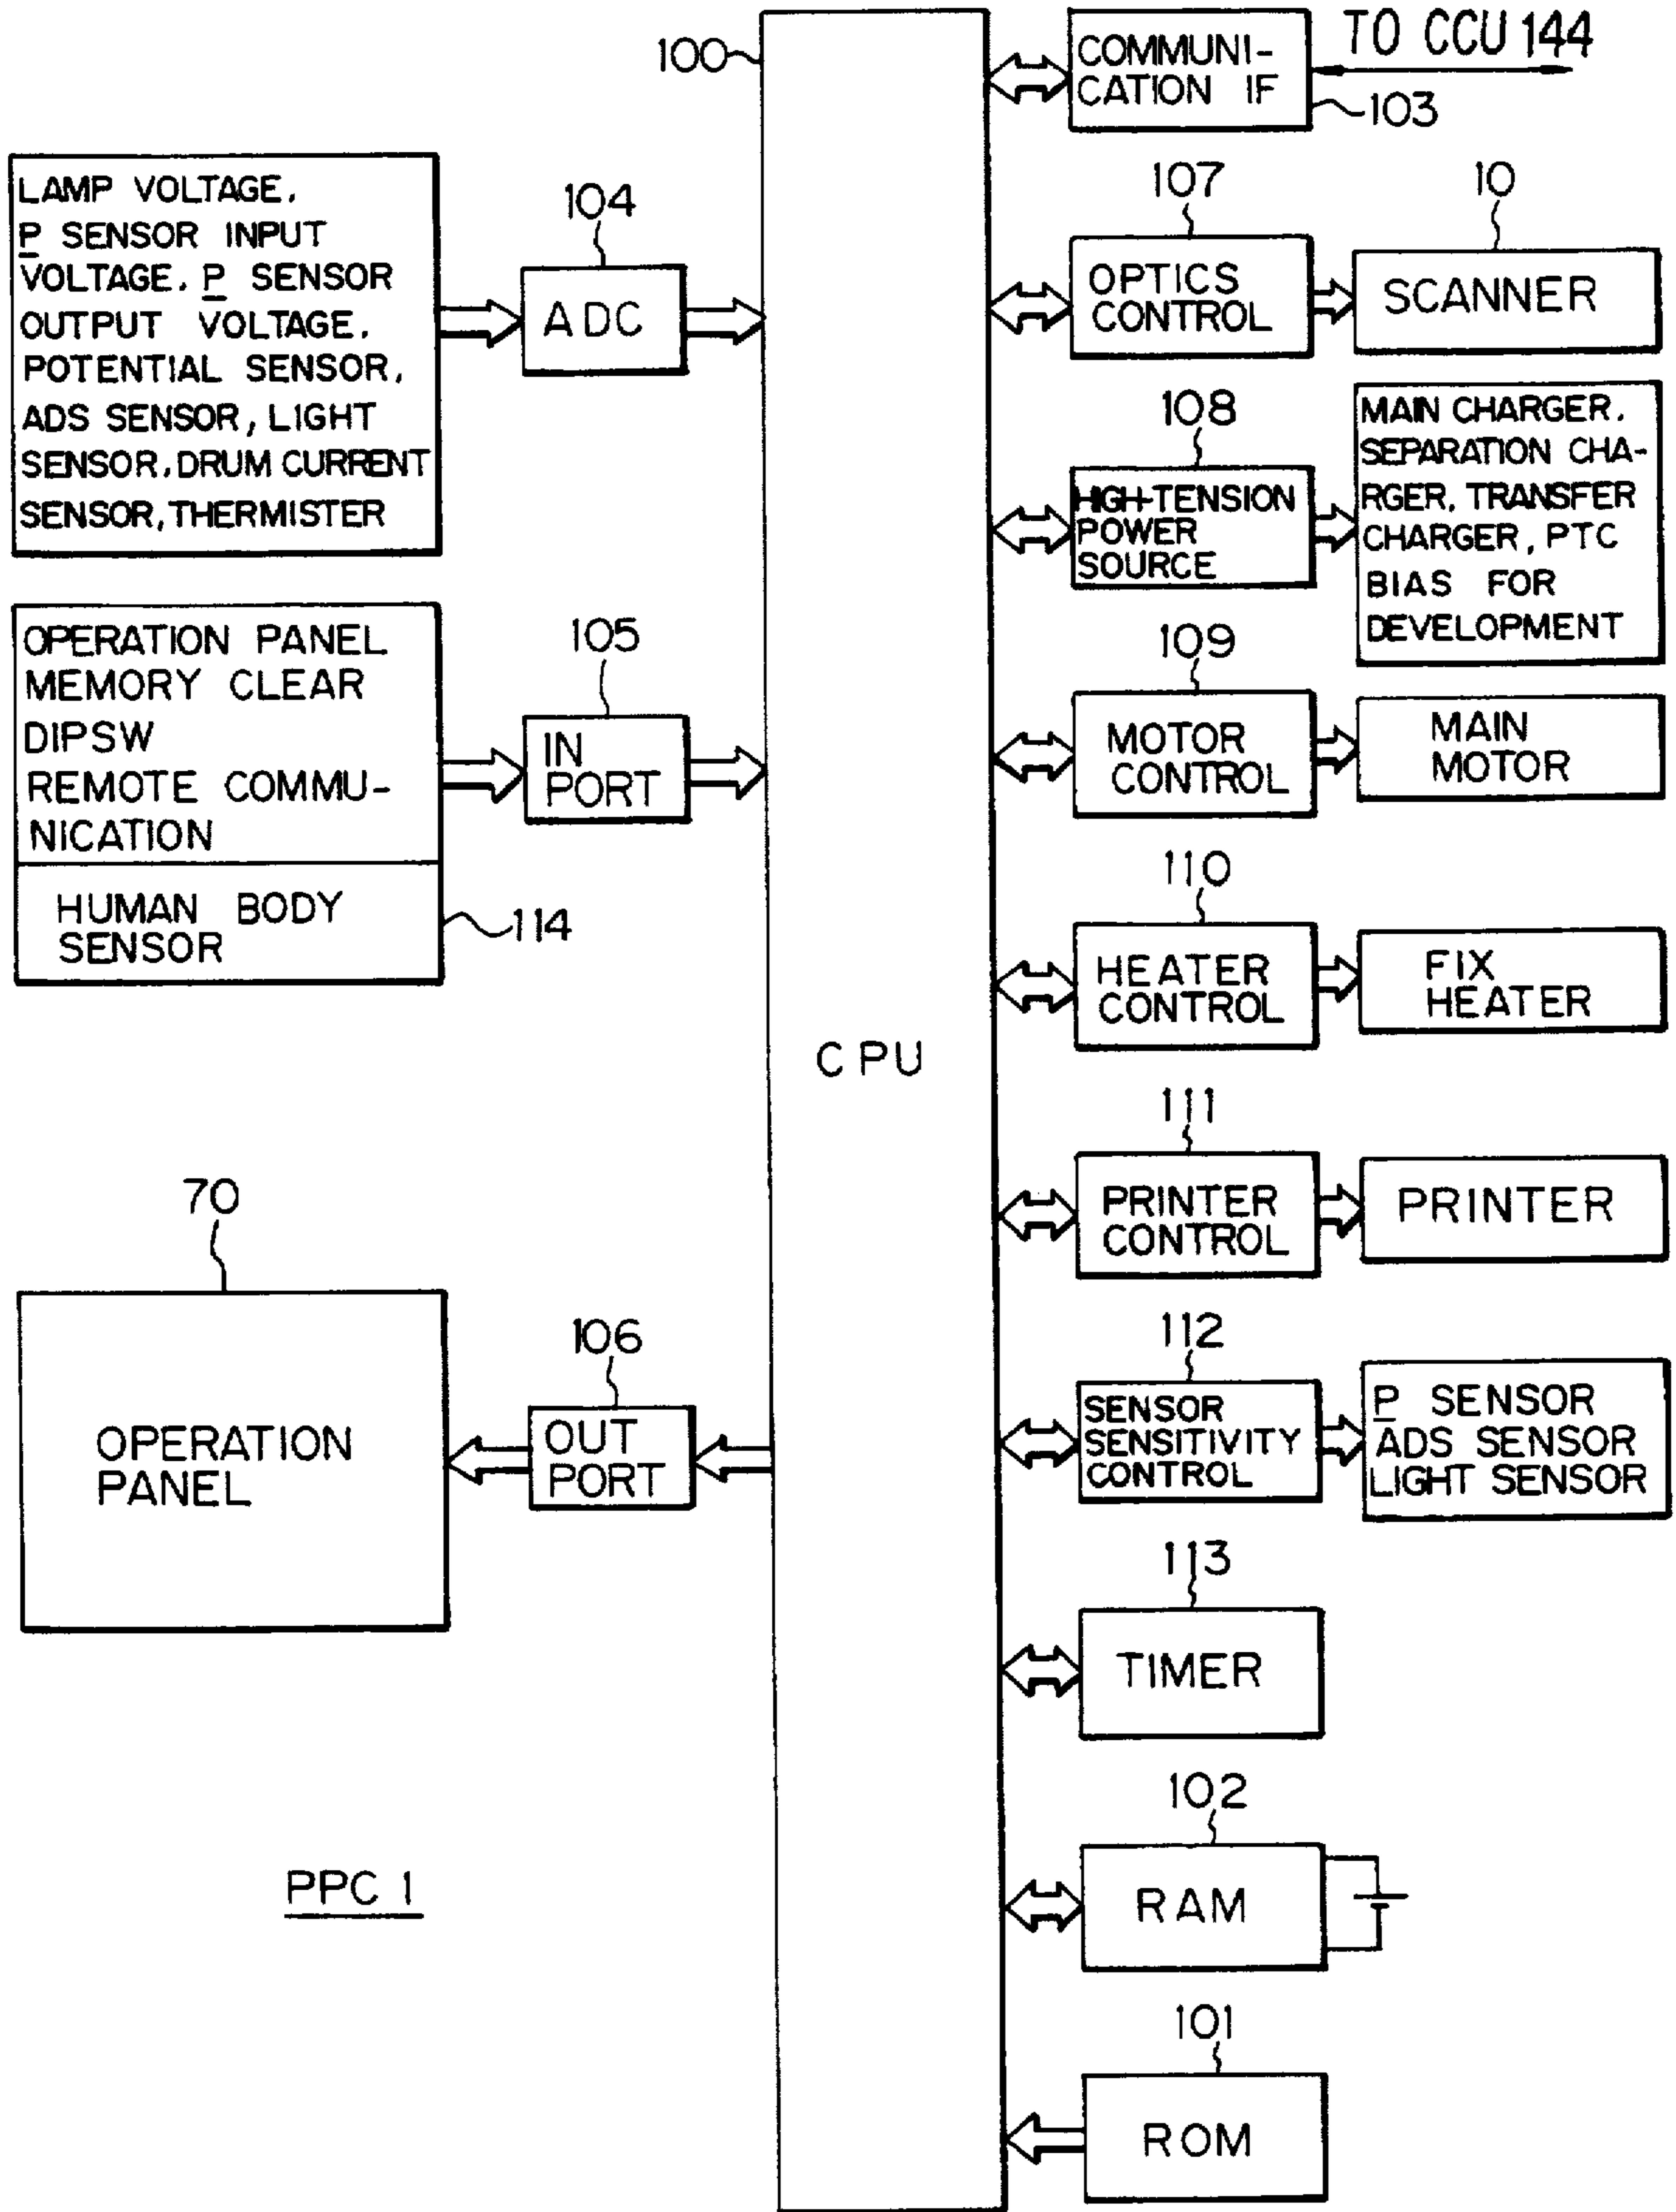 100
COMMUNI-
CATION IF
TO CCU 144
103
LAMP VOLTAGE,
P SENSOR INPUT
VOLTAGE, P SENSOR
OUTPUT VOLTAGE,
POTENTIAL SENSOR,
ADS SENSOR, LIGHT
SENSOR, DRUM CURRENT
SENSOR, THERMISTER
104
ADC
107
OPTICS
CONTROL
10
SCANNER
108
HIGH-TENSION
POWER
SOURCE
MAIN CHARGER,
SEPARATION CHA-
RGER, TRANSFER
CHARGER, PTC
BIAS FOR
DEVELOPMENT
OPERATION PANEL
MEMORY CLEAR
DIPSW
REMOTE COMMU-
NICATION
HUMAN BODY
SENSOR
114
105
IN
PORT
109
MOTOR
CONTROL
MAIN
MOTOR
110
HEATER
CONTROL
FIX
HEATER
CPU
111
PRINTER
CONTROL
PRINTER
70
OPERATION
PANEL
106
OUT
PORT
112
SENSOR
SENSITIVITY
CONTROL
P SENSOR
ADS SENSOR
LIGHT SENSOR
113
TIMER
102
RAM
PPC 1
101
ROM